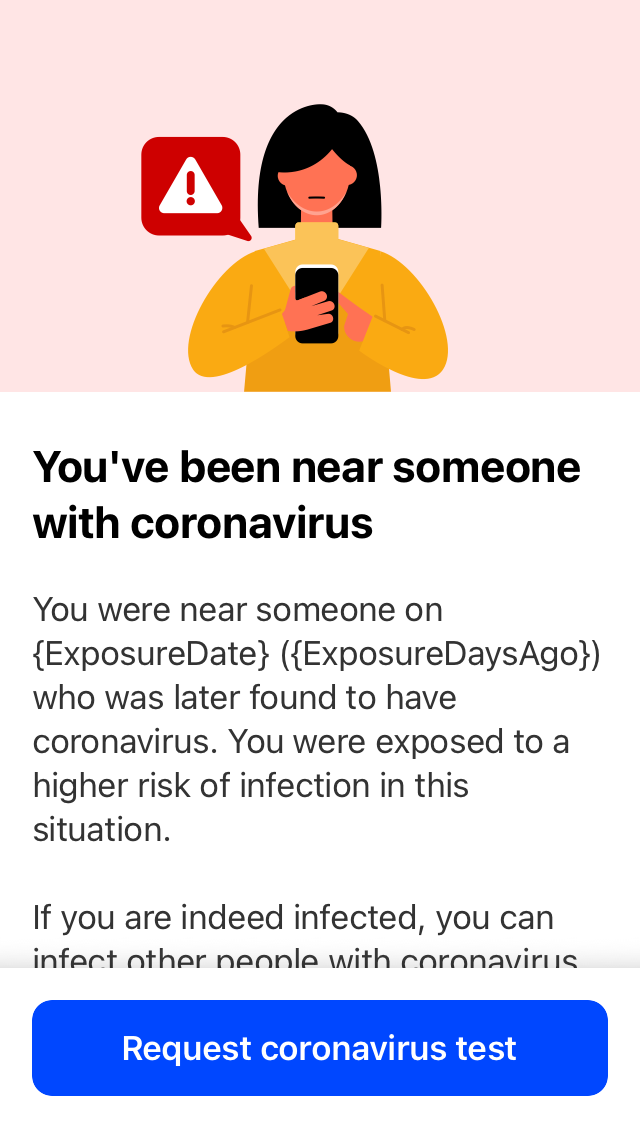 You've been near someone
with coronavirus
You were near someone on
{ExposureDate} ({ExposureDaysAgo})
who was later found to have
coronavirus. You were exposed to a
higher risk of infection in this
situation.
If you are indeed infected, you can
infect other people with coronavirus
Request coronavirus test